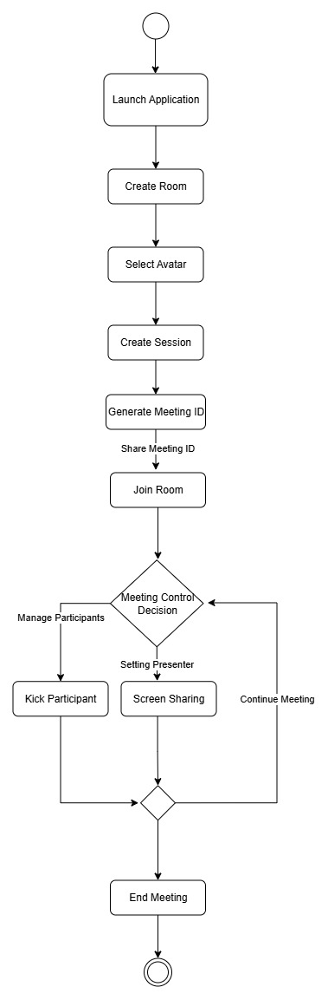 Launch Application
Create Room
Select Avatar
Create Session
Generate Meeting ID
Share Meeting ID
Join Room
Meeting Control
Decision
Manage Participants
Setting Presenter
Kick Participant
Screen Sharing
Continue Meeting
End Meeting